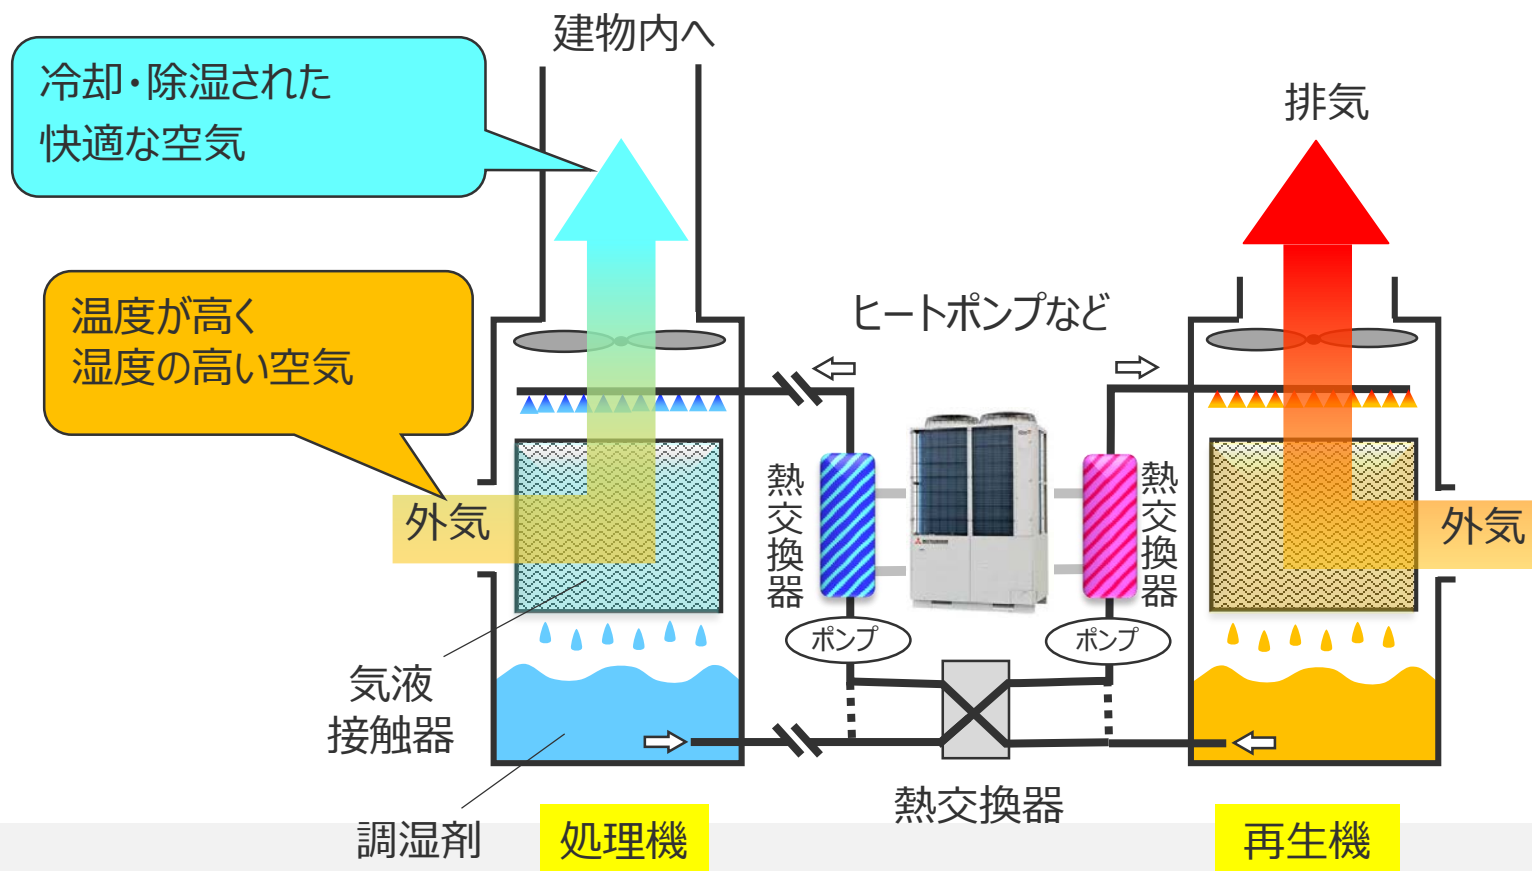 建物内へ
冷却・除湿された
快適な空気
排気
温度が高く
湿度の高い空気
ヒートポンプなど
外気
熱交換器
熱交換器
外気
ポンプ
ポンプ
気液
接触器
熱交換器
調湿剤
処理機
再生機